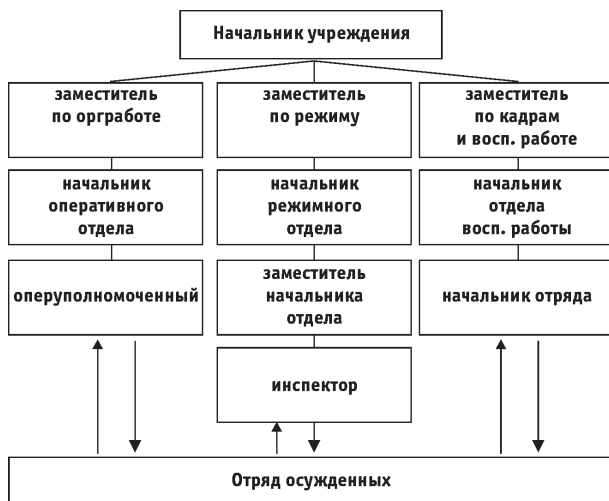 Начальник учреждения
заместитель
по оргработе
заместитель
по режиму
заместитель
по кадрам
и восп. работе
начальник
оперативного
отдела
начальник
режимного
отдела
начальник
отдела
восп. работы
оперуполномоченный
заместитель
начальника
отдела
начальник отряда
инспектор
Отряд осужденных